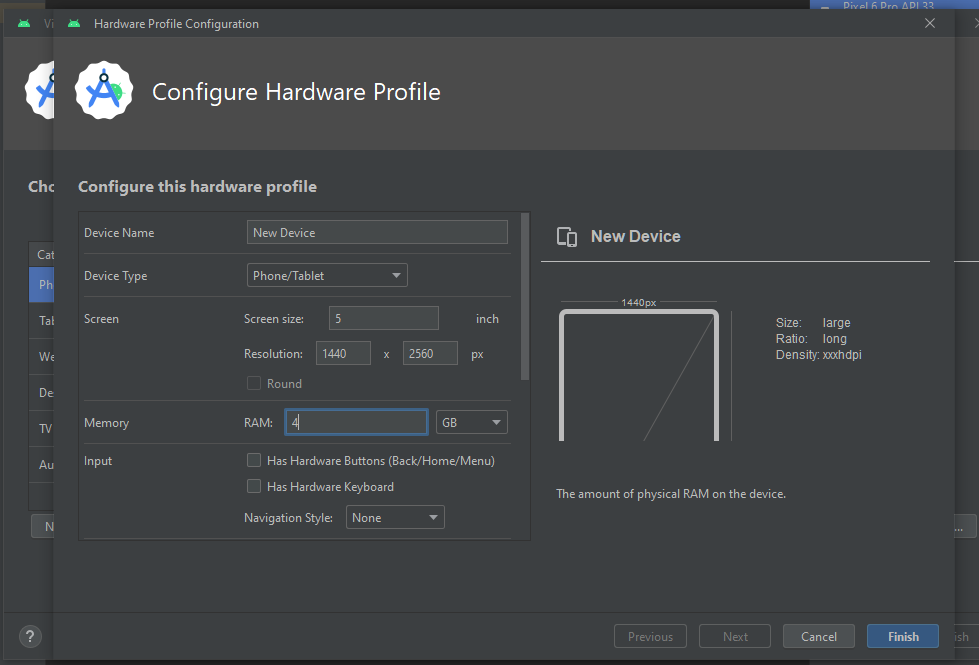 Pixel 6 Pro API 33
Vi
Hardware Profile Configuration
Configure Hardware Profile
Cho
Configure this hardware profile
Cat
Ph
Tab
We
De
TV
Au
N
Device Name
New Device
Device Type
Phone/Tablet
Screen
Screen size:
5
inch
Resolution:
1440
x
2560
px
Round
Memory
RAM:
4
GB
Input
Has Hardware Buttons (Back/Home/Menu)
Has Hardware Keyboard
Navigation Style:
None
New Device
1440px
Size: large
Ratio: long
Density: xxxhdpi
The amount of physical RAM on the device.
...
?
Previous
Next
Cancel
Finish
ish